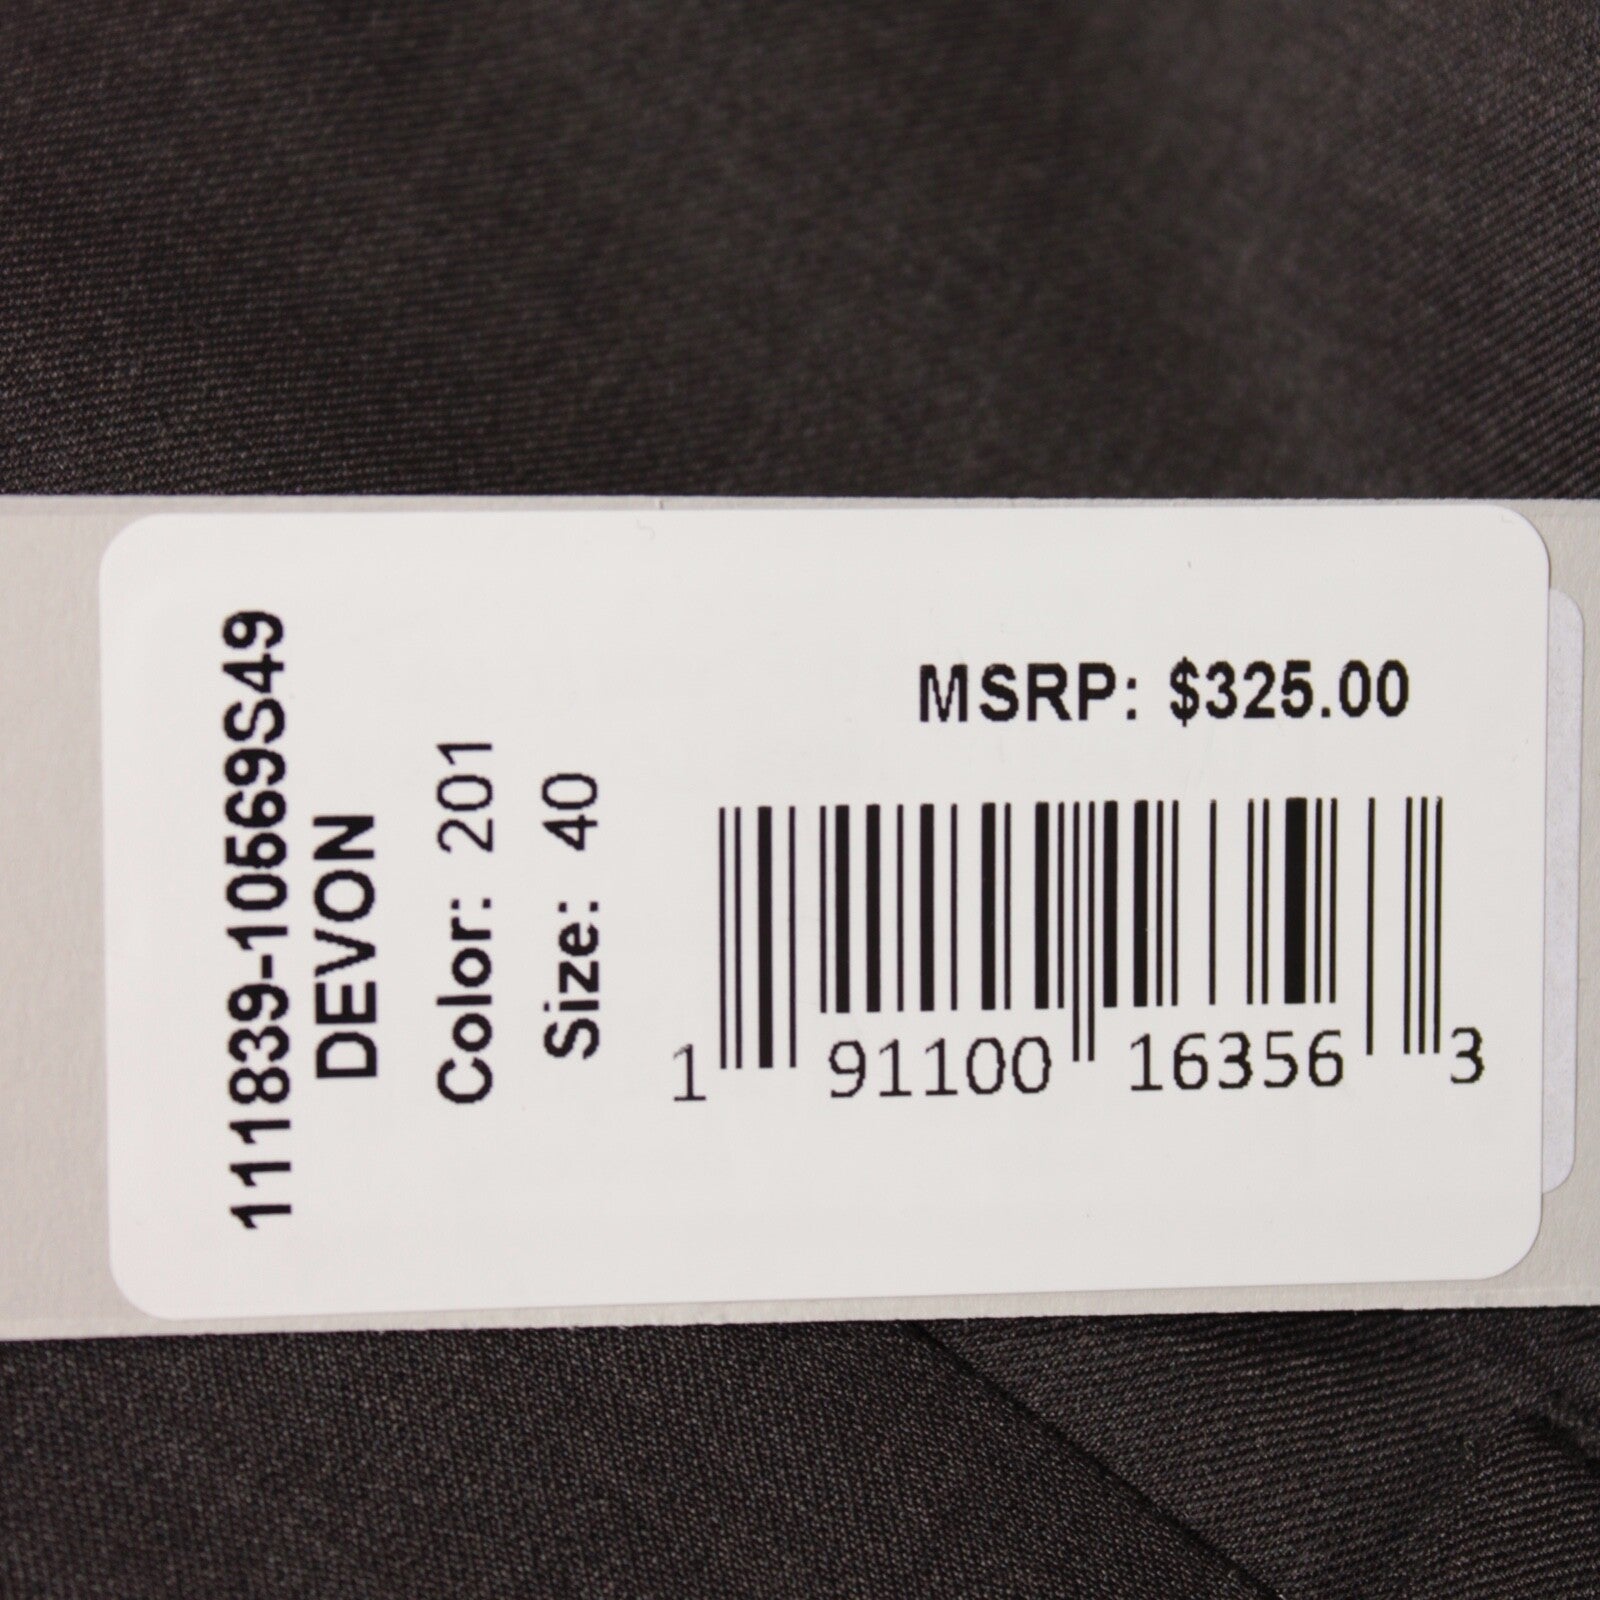 111839-10569S49
DEVON
Color: 201
Size: 40
MSRP: $325.00
1 91100 16356 3